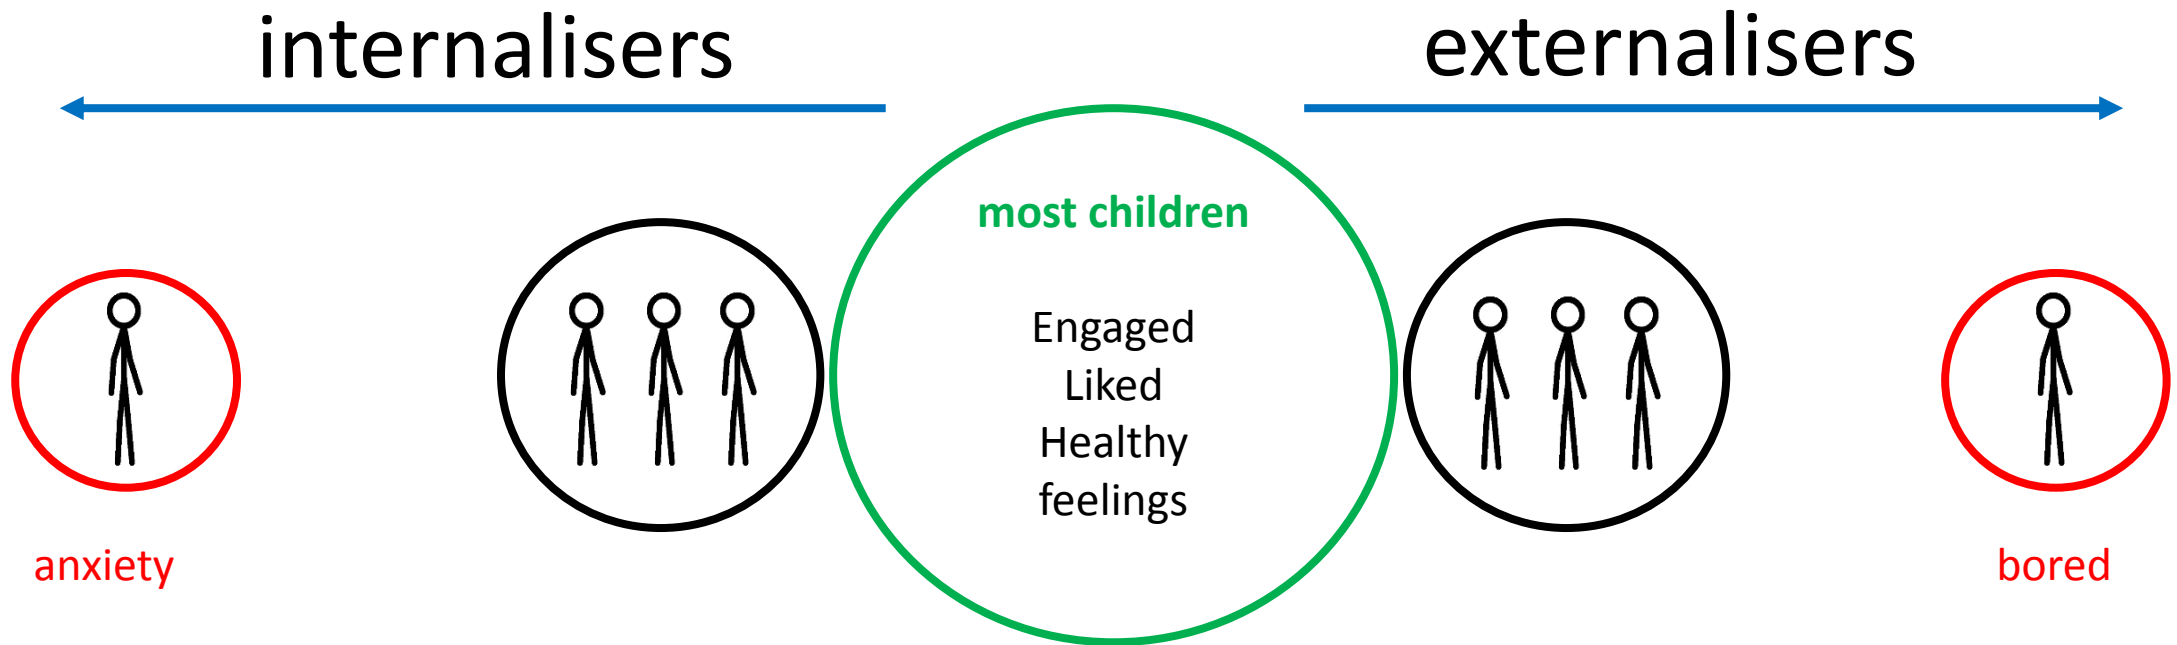 internalisers
externalisers
most children
Engaged
Liked
Healthy
feelings
anxiety
bored